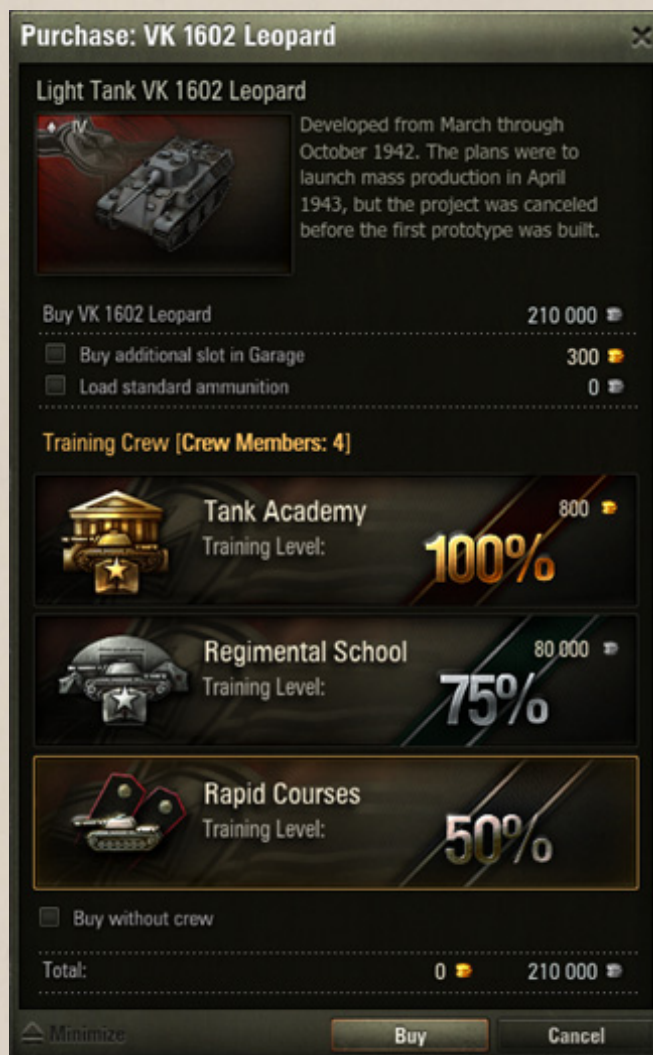 Purchase: VK 1602 Leopard
Light Tank VK 1602 Leopard
IV
Developed from March through
October 1942. The plans were to
launch mass production in April
1943, but the project was canceled
before the first prototype was built.
Buy VK 1602 Leopard 210 000
Buy additional slot in Garage 300
Load standard ammunition 0
Training Crew [Crew Members: 4]
Tank Academy 800
Training Level: 100%
Regimental School 80 000
Training Level: 75%
Rapid Courses
Training Level: 50%
Buy without crew
Total: 0 210 000
Minimize Buy Cancel